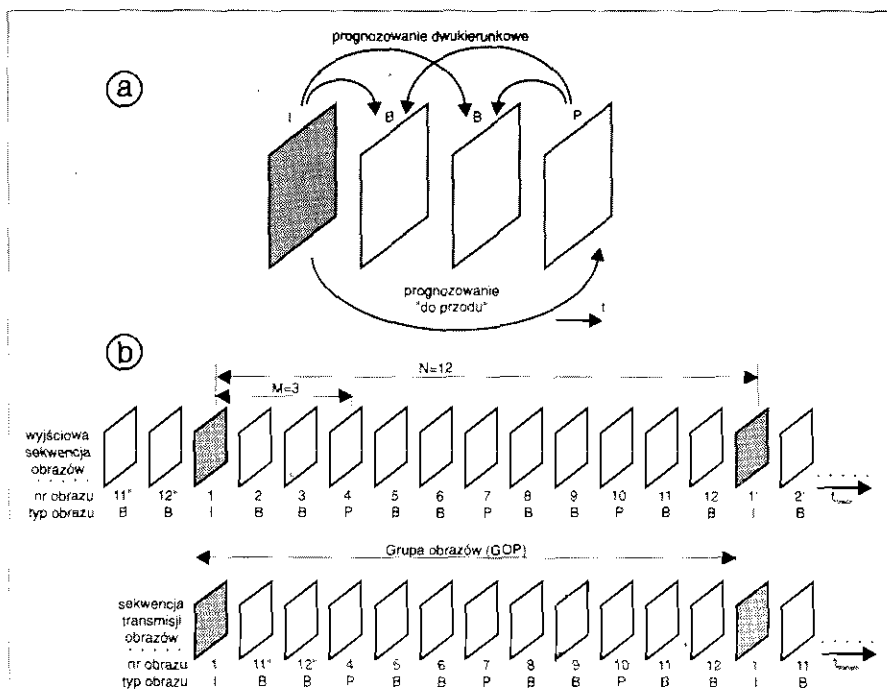 prognozowanie dwukierunkowe
a
I B B P
prognozowanie
"do przodu"
t
b
N=12
M=3
wyjściowa
sekwencja
obrazów
nr obrazu 11" 12" 1 2 3 4 5 6 7 8 9 10 11 12 1' 2'
typ obrazu B B I B B P B B P B B P B B I B
Grupa obrazów (GOP)
sekwencja
transmisji
obrazów
nr obrazu 1 11" 12" 4 5 6 7 8 9 10 11 12 1 11
typ obrazu I B B P B B P B B P B B I B